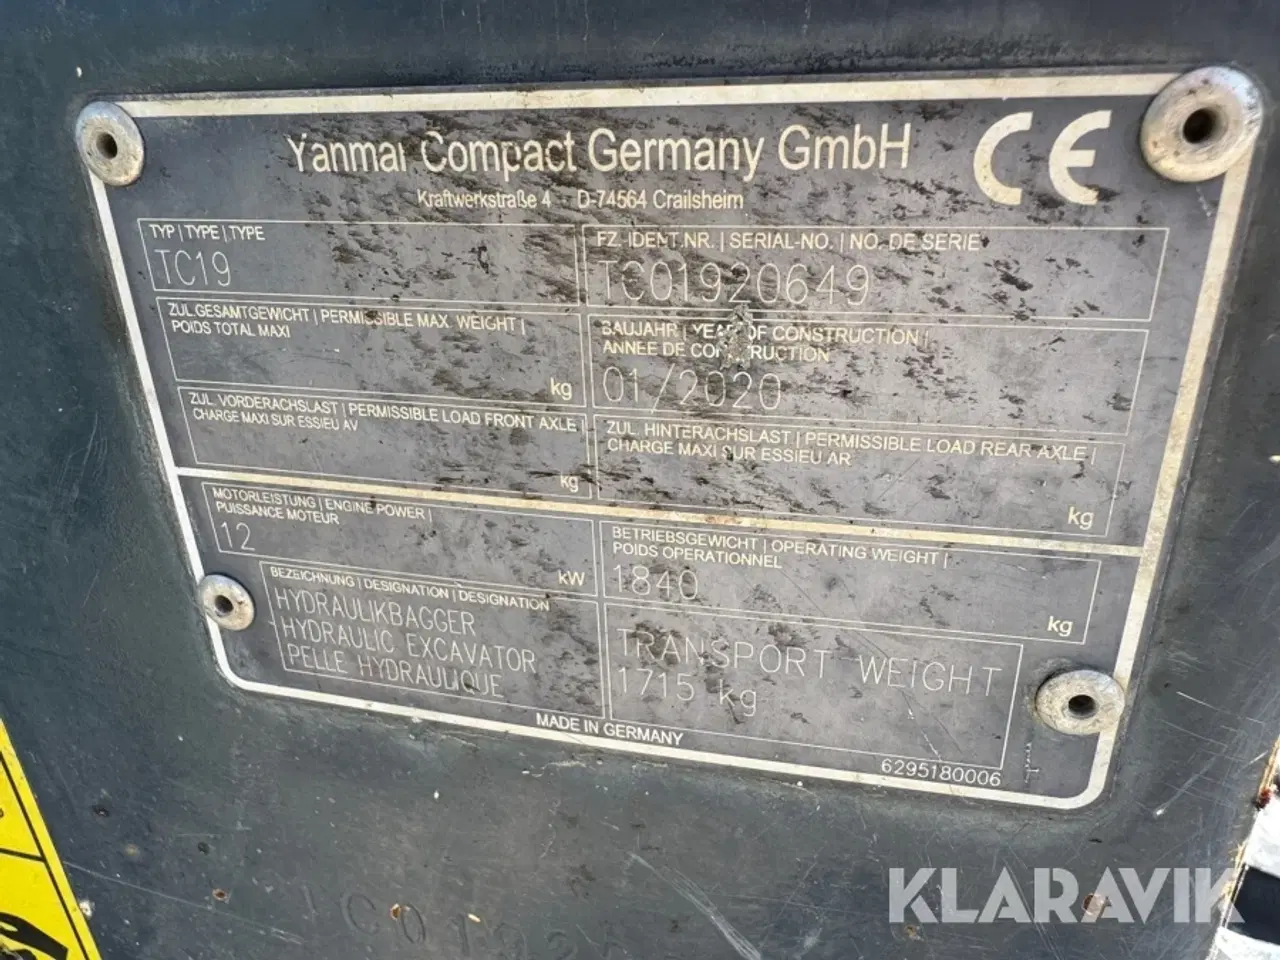 Yanmar Compact Germany GmbH
CE
Kraftwerkstraße 4 D-74564 Crailsheim
TYP | TYPE | TYPE
TC19
FZ. IDENT.NR. | SERIAL-NO. | NO. DE SERIE
TC01920649
ZUL.GESAMTGEWICHT | PERMISSIBLE MAX. WEIGHT |
POIDS TOTAL MAXI
kg
BAUJAHR | YEAR OF CONSTRUCTION |
ANNEE DE CONSTRUCTION
01/2020
ZUL. VORDERACHSLAST | PERMISSIBLE LOAD FRONT AXLE |
CHARGE MAXI SUR ESSIEU AV
kg
ZUL. HINTERACHSLAST | PERMISSIBLE LOAD REAR AXLE |
CHARGE MAXI SUR ESSIEU AR
kg
MOTORLEISTUNG | ENGINE POWER |
PUISSANCE MOTEUR
12
kW
BETRIEBSGEWICHT | OPERATING WEIGHT |
POIDS OPERATIONNEL
1840
kg
BEZEICHNUNG | DESIGNATION | DESIGNATION
HYDRAULIKBAGGER
HYDRAULIC EXCAVATOR
PELLE HYDRAULIQUE
TRANSPORT WEIGHT
1715 kg
MADE IN GERMANY
6295180006
KLARAVIK